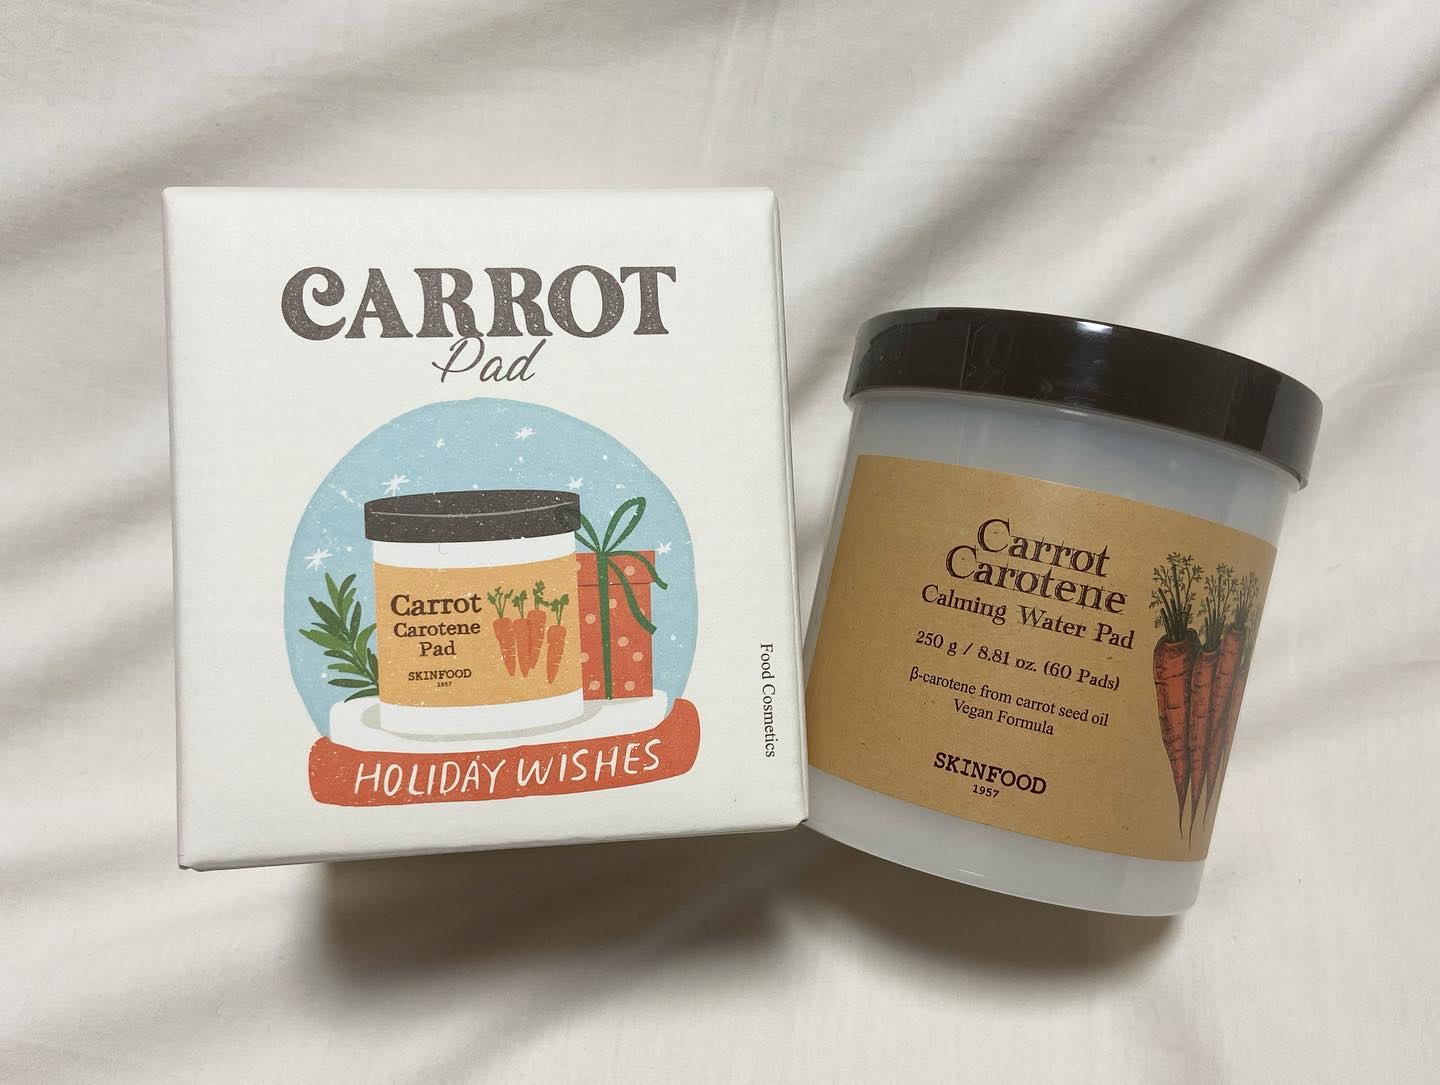 CARROT
Pad
Carrot
Carotene
Pad
SKINFOOD
1957
HOLIDAY WISHES
Food Cosmetics
Carrot
Carotene
Calming Water Pad
250 g / 8.81 oz. (60 Pads)
β-carotene from carrot seed oil
Vegan Formula
SKINFOOD
1957